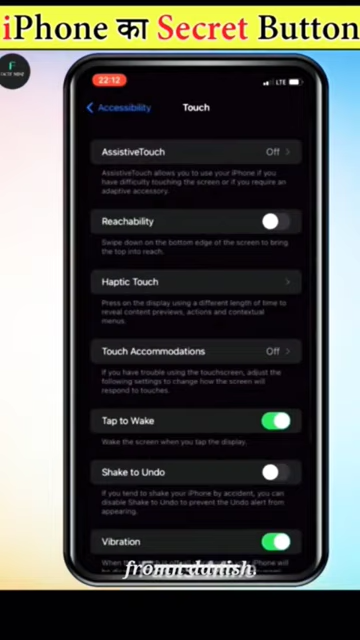 iPhone का Secret Button
F
22:12
LTE
Accessibility
Touch
AssistiveTouch
Off
AssistiveTouch allows you to use your iPhone if you
have difficulty touching the screen or if you require an
adaptive accessory.
Reachability
Swipe down on the bottom edge of the screen to bring
the top into reach.
Haptic Touch
Press on the display using a different length of time to
reveal content previews, actions and contextual
menus.
Touch Accommodations
Off
If you have trouble using the touchscreen, adjust the
following settings to change how the screen will
respond to touches.
Tap to Wake
Wake the screen when you tap the display.
Shake to Undo
If you tend to shake your iPhone by accident, you can
disable Shake to Undo to prevent the Undo alert from
appearing.
Vibration